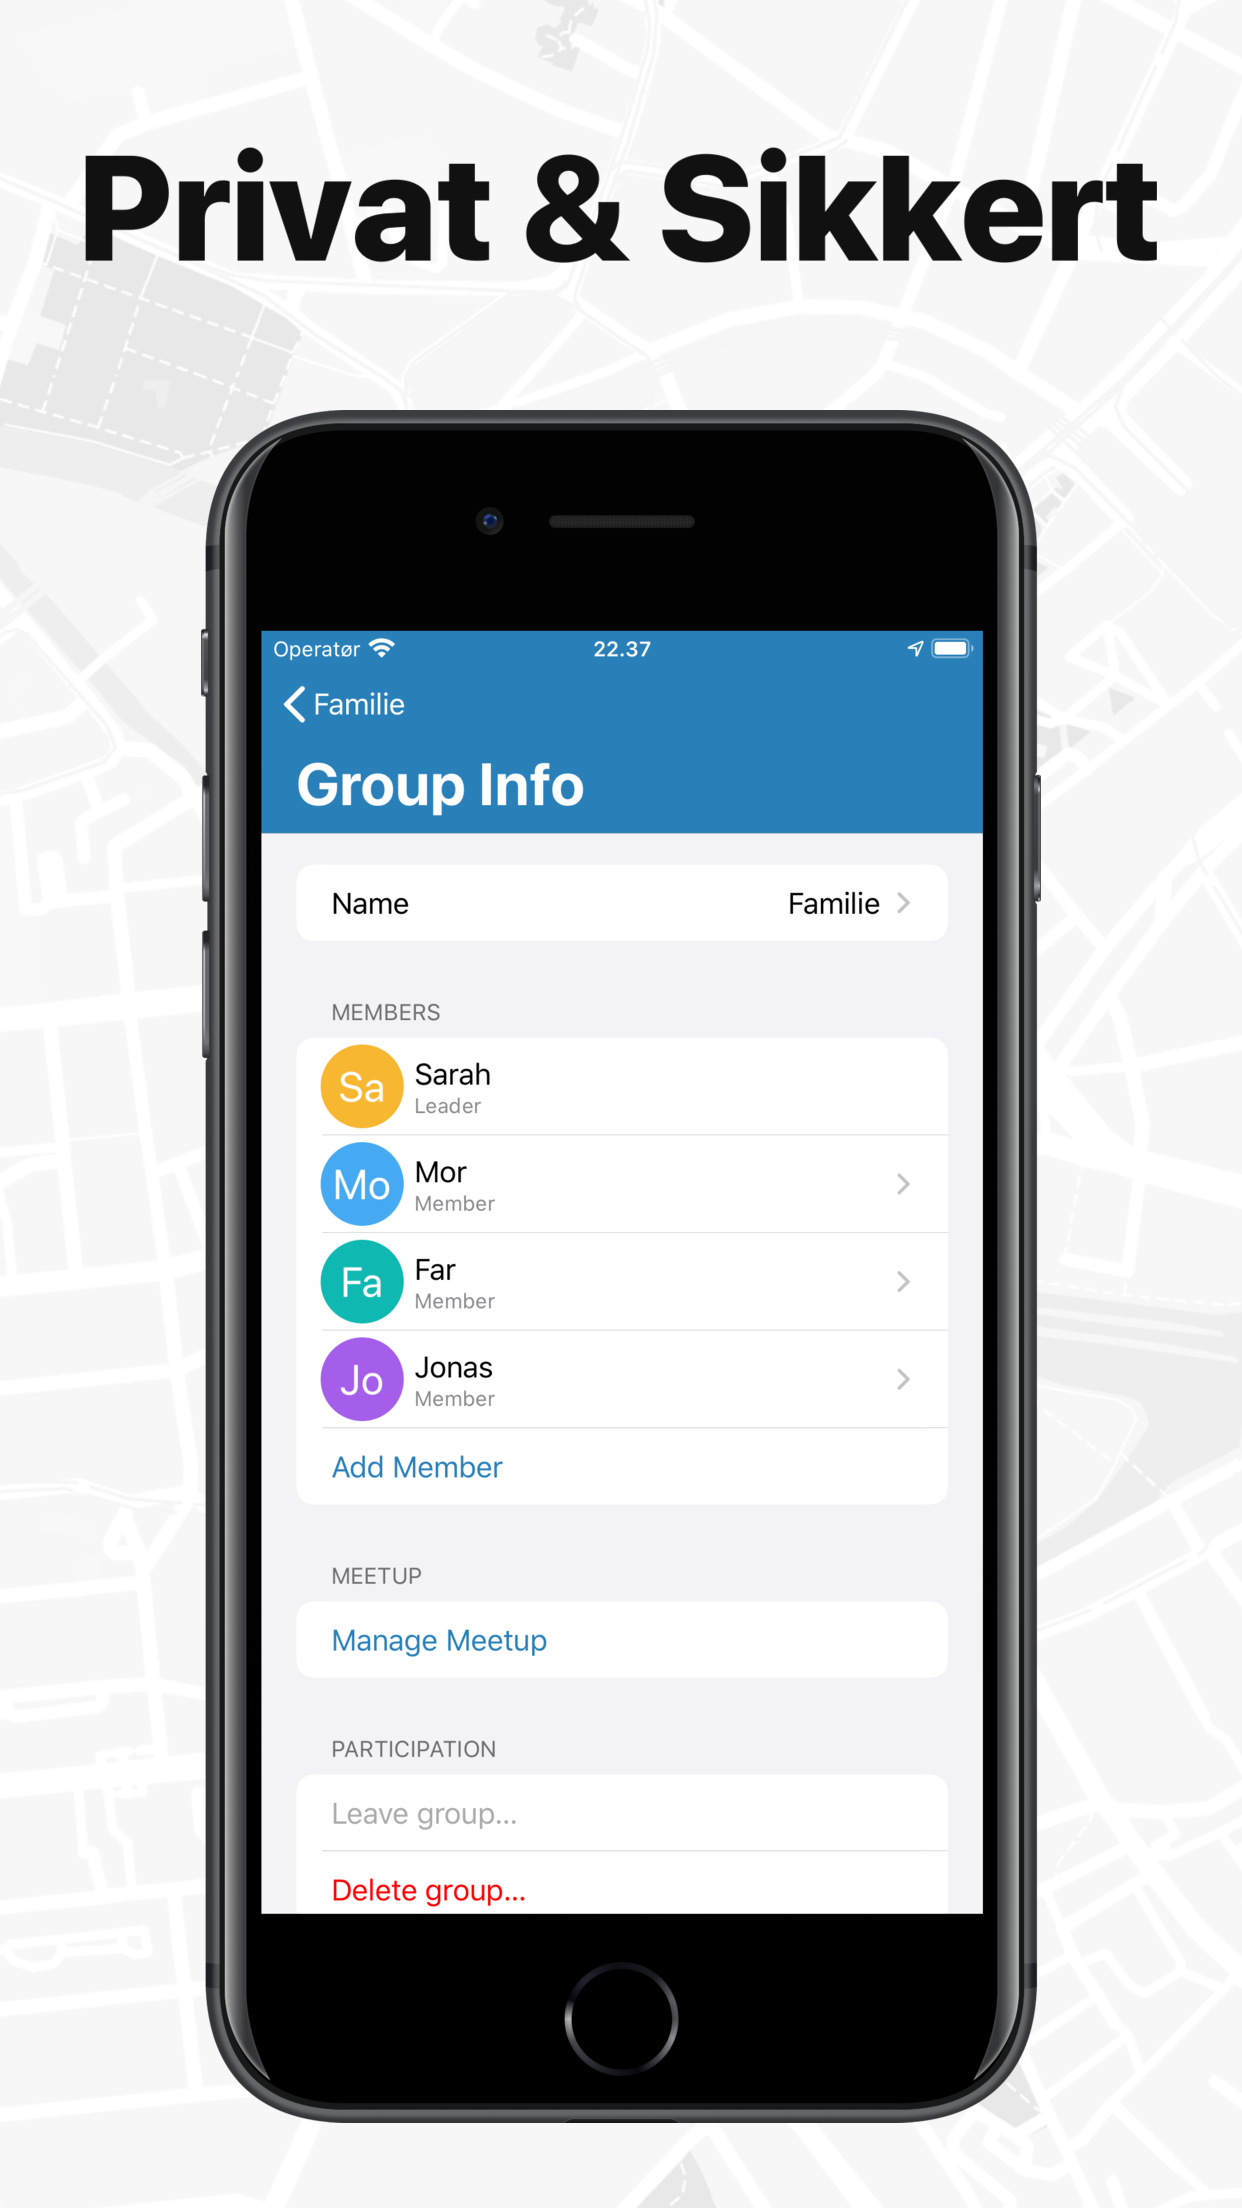 Privat & Sikkert
Operatør 22.37
Familie
Group Info
Name Familie
MEMBERS
Sa Sarah
Leader
Mo Mor
Member
Fa Far
Member
Jo Jonas
Member
Add Member
MEETUP
Manage Meetup
PARTICIPATION
Leave group...
Delete group...